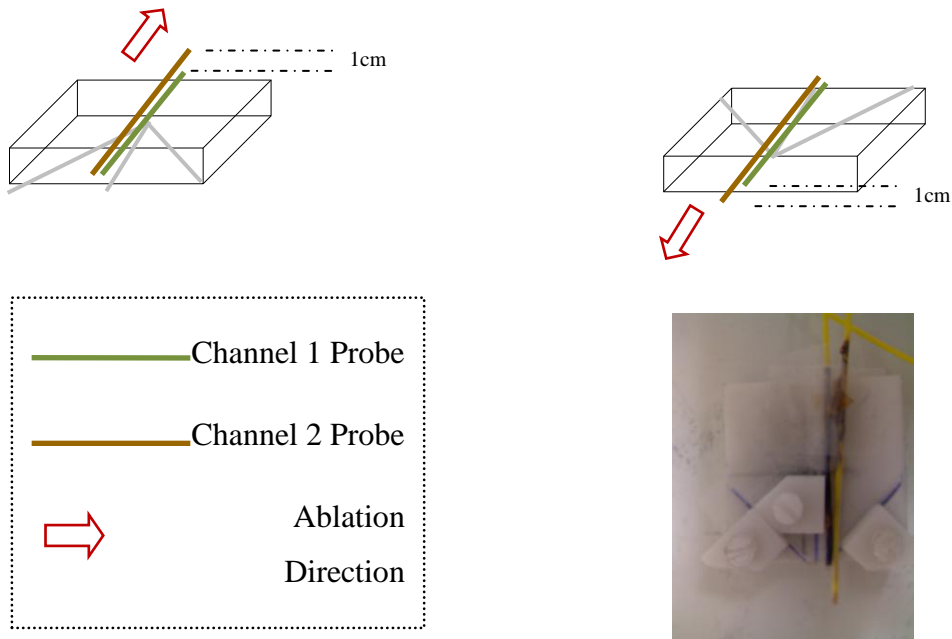 1cm
1cm
Channel 1 Probe
Channel 2 Probe
Ablation
Direction